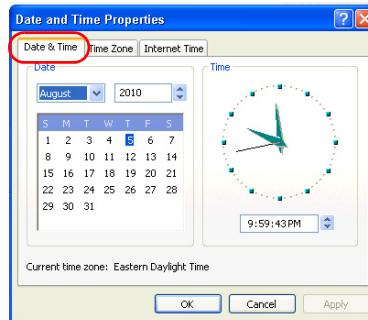 Date and Time Properties
Date & Time Time Zone Internet Time
Date
August 2010
S M T W T F S
1 2 3 4 5 6 7
8 9 10 11 12 13 14
15 16 17 18 19 20 21
22 23 24 25 26 27 28
29 30 31
Time
9:59:43 PM
Current time zone: Eastern Daylight Time
OK Cancel Apply